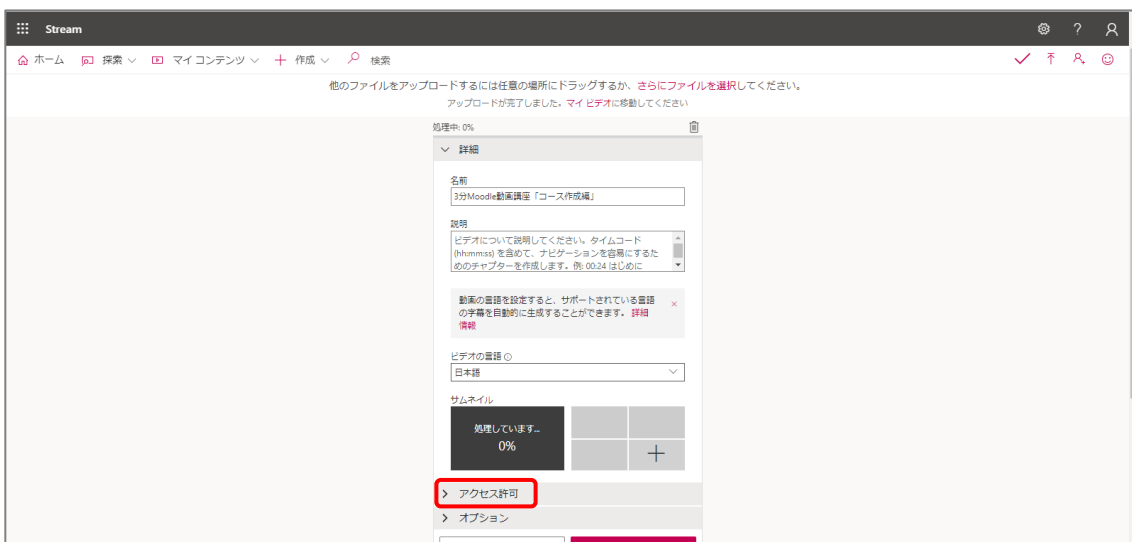 Stream
?
ホーム 探索 マイ コンテンツ 作成 検索
他のファイルをアップロードするには任意の場所にドラッグするか、さらにファイルを選択してください。
アップロードが完了しました。マイ ビデオに移動してください
処理中: 0%
詳細
名前
3分Moodle動画講座「コース作成編」
説明
ビデオについて説明してください。タイムコード
(hh:mm:ss) を含めて、ナビゲーションを容易にするた
めのチャプターを作成します。例: 00:24 はじめに
動画の言語を設定すると、サポートされている言語
の字幕を自動的に生成することができます。 詳細
情報
ビデオの言語
日本語
サムネイル
処理しています...
0%
アクセス許可
オプション